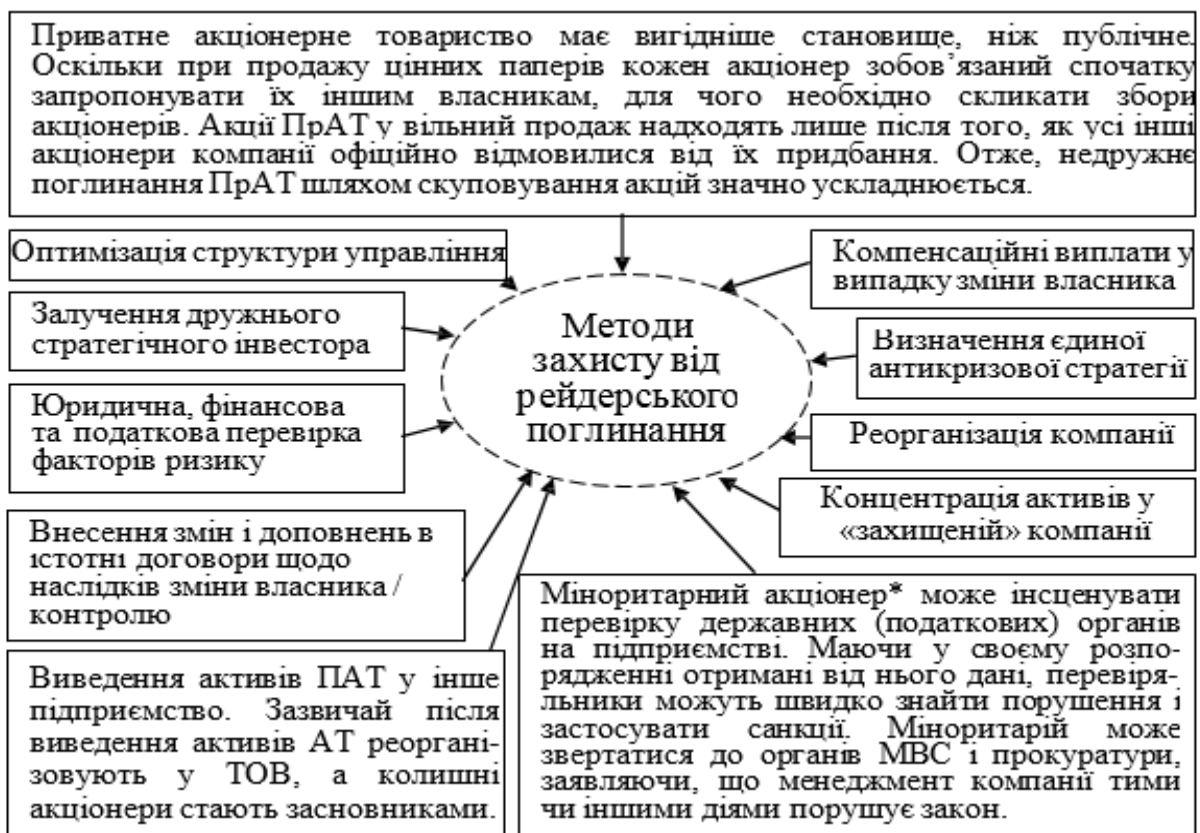 Приватне акціонерне товариство має вигідніше становище, ніж публічне.
Оскільки при продажу цінних паперів кожен акціонер зобов’язаний спочатку
запропонувати їх іншим власникам, для чого необхідно скликати збори
акціонерів. Акції ПрАТ у вільний продаж надходять лише після того, як усі інші
акціонери компанії офіційно відмовилися від їх придбання. Отже, недружнє
поглинання ПрАТ шляхом скуповування акцій значно ускладнюється.
Оптимізація структури управління
Залучення дружнього
стратегічного інвестора
Юридична, фінансова
та податкова перевірка
факторів ризику
Внесення змін і доповнень в
істотні договори щодо
наслідків зміни власника /
контролю
Виведення активів ПАТ у інше
підприємство. Зазвичай після
виведення активів АТ реоргані-
зовують у ТОВ, а колишні
акціонери стають засновниками.
Методи
захисту від
рейдерського
поглинання
Компенсаційні виплати у
випадку зміни власника
Визначення єдиної
антикризової стратегії
Реорганізація компанії
Концентрація активів у
«захищеній» компанії
Міноритарний акціонер* може інсценувати
перевірку державних (податкових) органів
на підприємстві. Маючи у своєму розпо-
рядженні отримані від нього дані, перевіря-
льники можуть швидко знайти порушення і
застосувати санкції. Міноритарій може
звертатися до органів МВС і прокуратури,
заявляючи, що менеджмент компанії тими
чи іншими діями порушує закон.